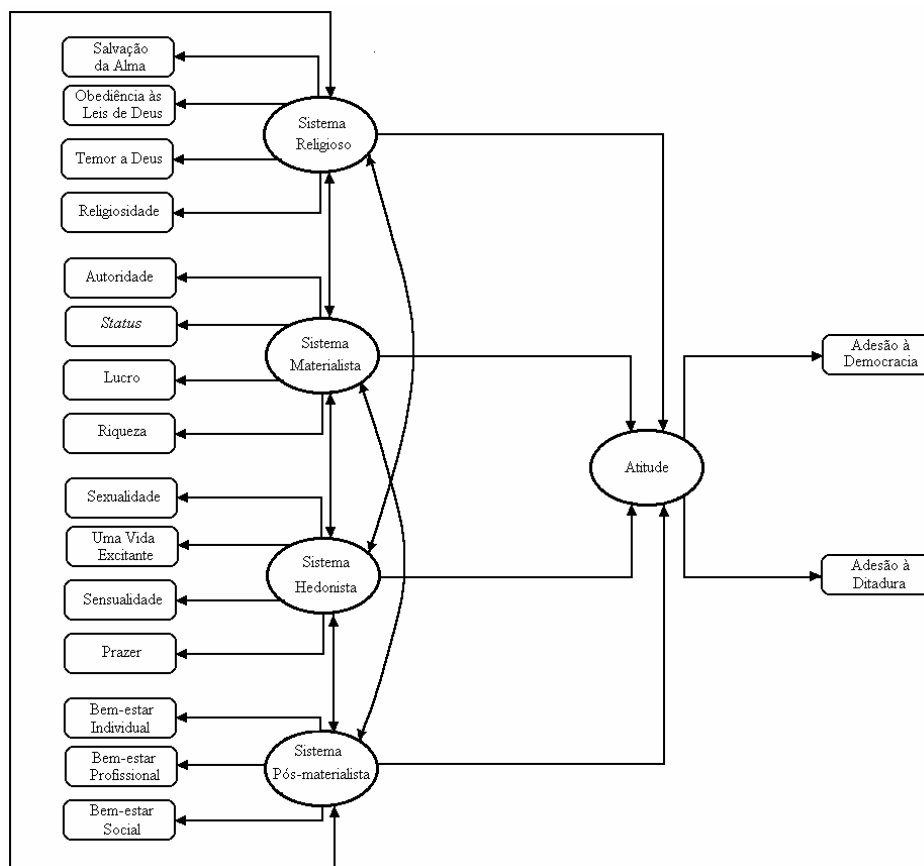 Salvação
da Alma
Obediência às
Leis de Deus
Temor a Deus
Religiosidade
Sistema
Religioso
Autoridade
Status
Lucro
Riqueza
Sistema
Materialista
Sexualidade
Uma Vida
Excitante
Sensualidade
Prazer
Sistema
Hedonista
Bem-estar
Individual
Bem-estar
Profissional
Bem-estar
Social
Sistema
Pós-materialista
Atitude
Adesão à
Democracia
Adesão à
Ditadura